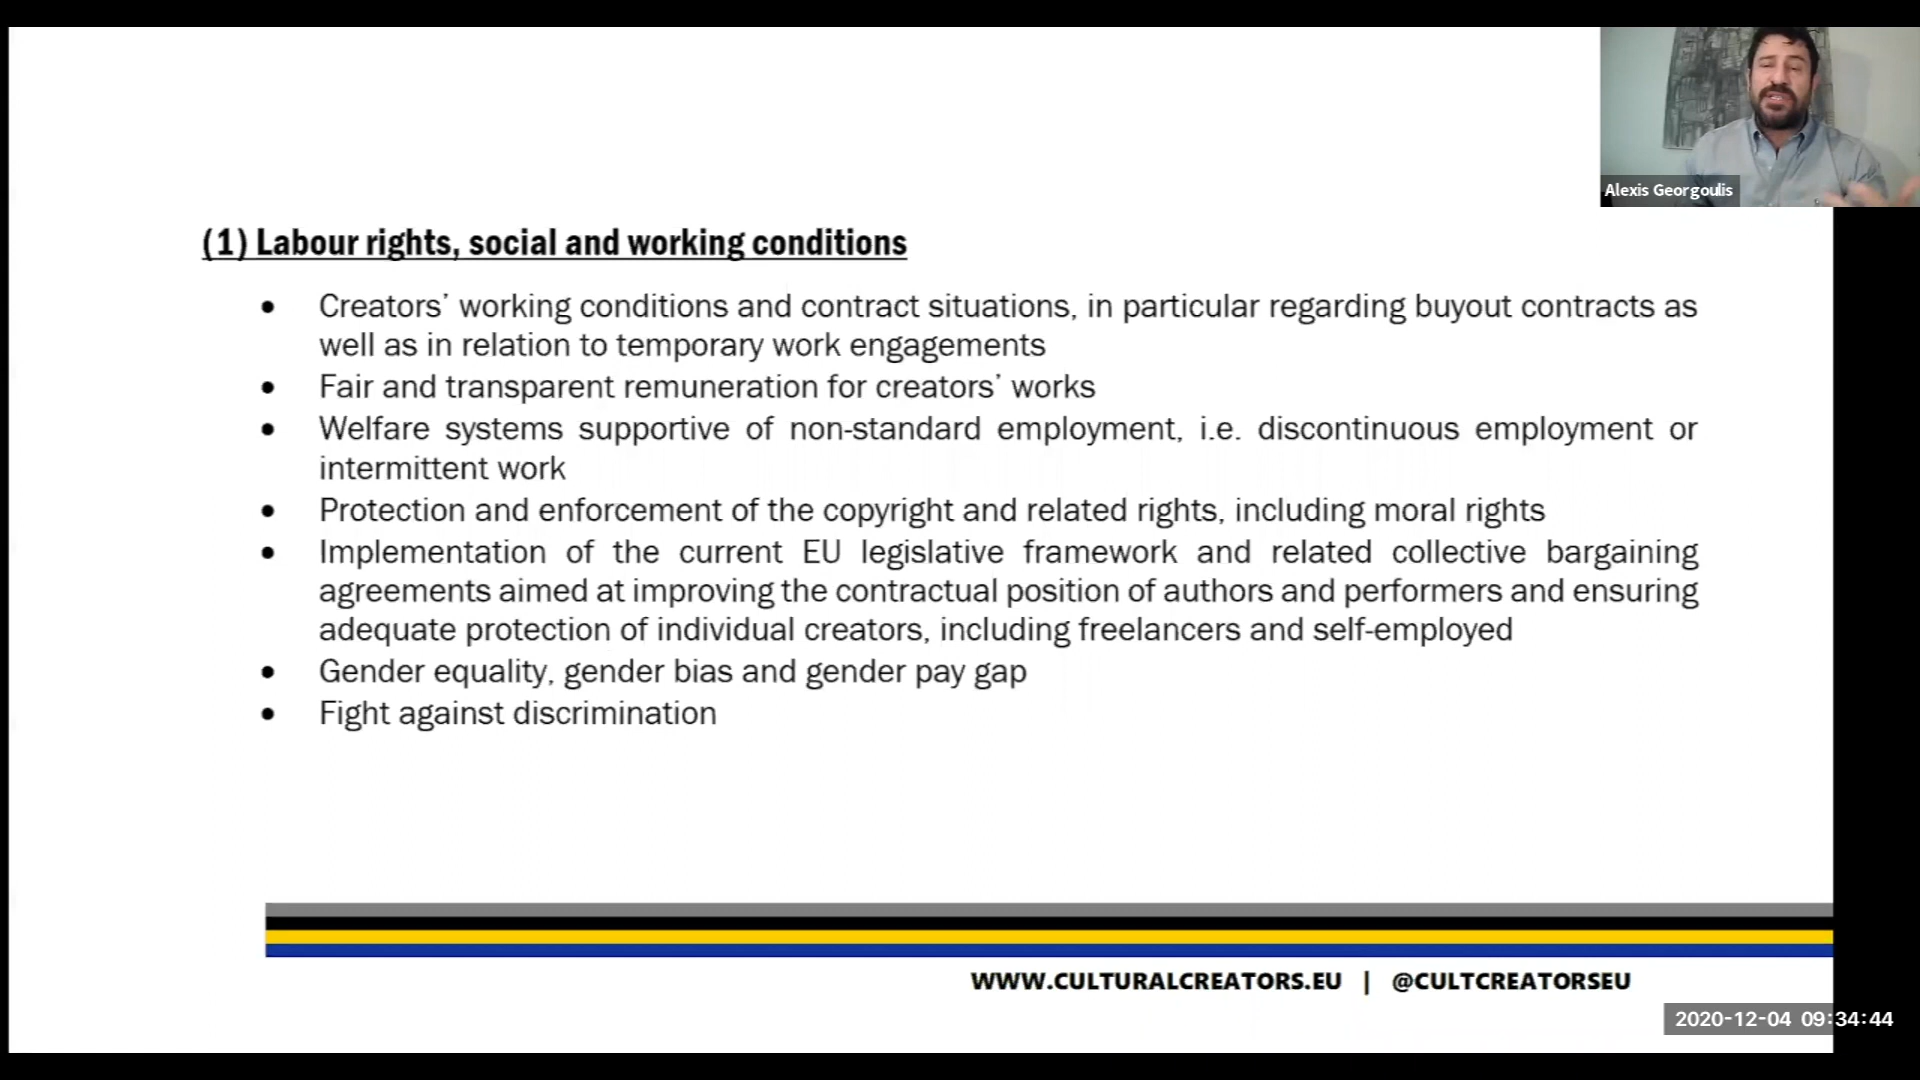 Alexis Georgoulis
(1) Labour rights, social and working conditions
• Creators’ working conditions and contract situations, in particular regarding buyout contracts as
well as in relation to temporary work engagements
• Fair and transparent remuneration for creators’ works
• Welfare systems supportive of non-standard employment, i.e. discontinuous employment or
intermittent work
• Protection and enforcement of the copyright and related rights, including moral rights
• Implementation of the current EU legislative framework and related collective bargaining
agreements aimed at improving the contractual position of authors and performers and ensuring
adequate protection of individual creators, including freelancers and self-employed
• Gender equality, gender bias and gender pay gap
• Fight against discrimination
WWW.CULTURALCREATORS.EU | @CULTCREATORSEU
2020-12-04 09:34:44